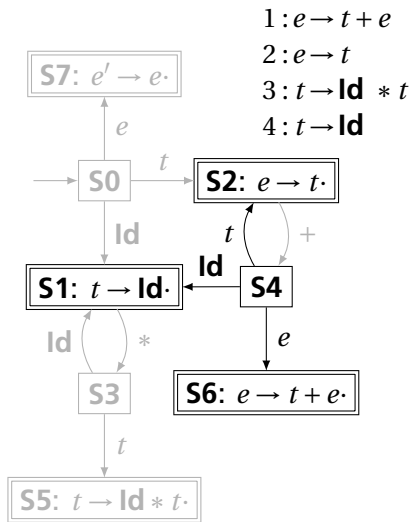 1 : e → t + e
2 : e → t
3 : t → Id * t
4 : t → Id
S7: e′ → e·
e
S0
t
S2: e → t·
Id
t
+
Id
S1: t → Id·
S4
Id
*
e
S3
S6: e → t + e·
t
S5: t → Id * t·